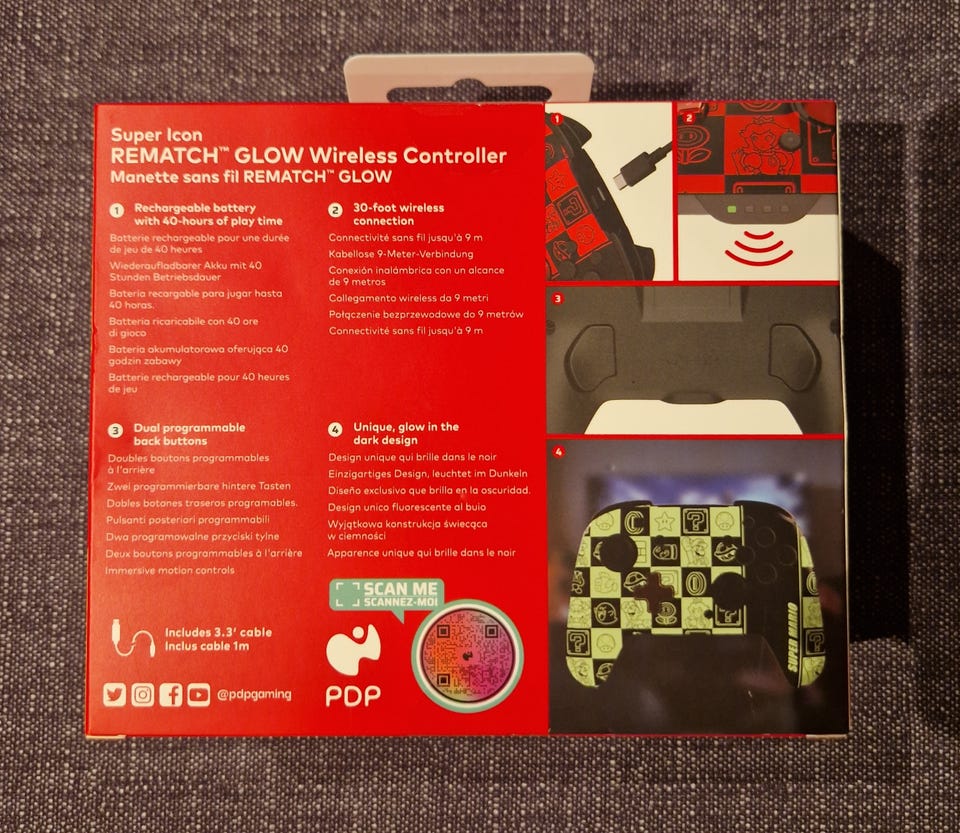 Super Icon
REMATCH™ GLOW Wireless Controller
Manette sans fil REMATCH™ GLOW
1 Rechargeable battery
with 40-hours of play time
Batterie rechargeable pour une durée
de jeu de 40 heures
Wiederaufladbarer Akku mit 40
Stunden Betriebsdauer
Bateria recargable para jugar hasta
40 horas.
Batteria ricaricabile con 40 ore
di gioco
Bateria akumulatorowa oferująca 40
godzin zabawy
Batterie rechargeable pour 40 heures
de jeu
2 30-foot wireless
connection
Connectivité sans fil jusqu'à 9 m
Kabellose 9-Meter-Verbindung
Conexión inalámbrica con un alcance
de 9 metros
Collegamento wireless da 9 metri
Połączenie bezprzewodowe do 9 metrów
Connectivité sans fil jusqu'à 9 m
3 Dual programmable
back buttons
Doubles boutons programmables
à l'arrière
Zwei programmierbare hintere Tasten
Dobles botones traseros programables.
Pulsanti posteriori programmabili
Dwa programowalne przyciski tylne
Deux boutons programmables à l'arrière
Immersive motion controls
4 Unique, glow in the
dark design
Design unique qui brille dans le noir
Einzigartiges Design, leuchtet im Dunkeln
Diseño exclusivo que brilla en la oscuridad.
Design unico fluorescente al buio
Wyjątkowa konstrukcja świecąca
w ciemności
Apparence unique qui brille dans le noir
SCAN ME
SCANNEZ-MOI
Includes 3.3' cable
Inclus cable 1m
@pdpgaming
PDP
1
2
3
4
SUPER MARIO